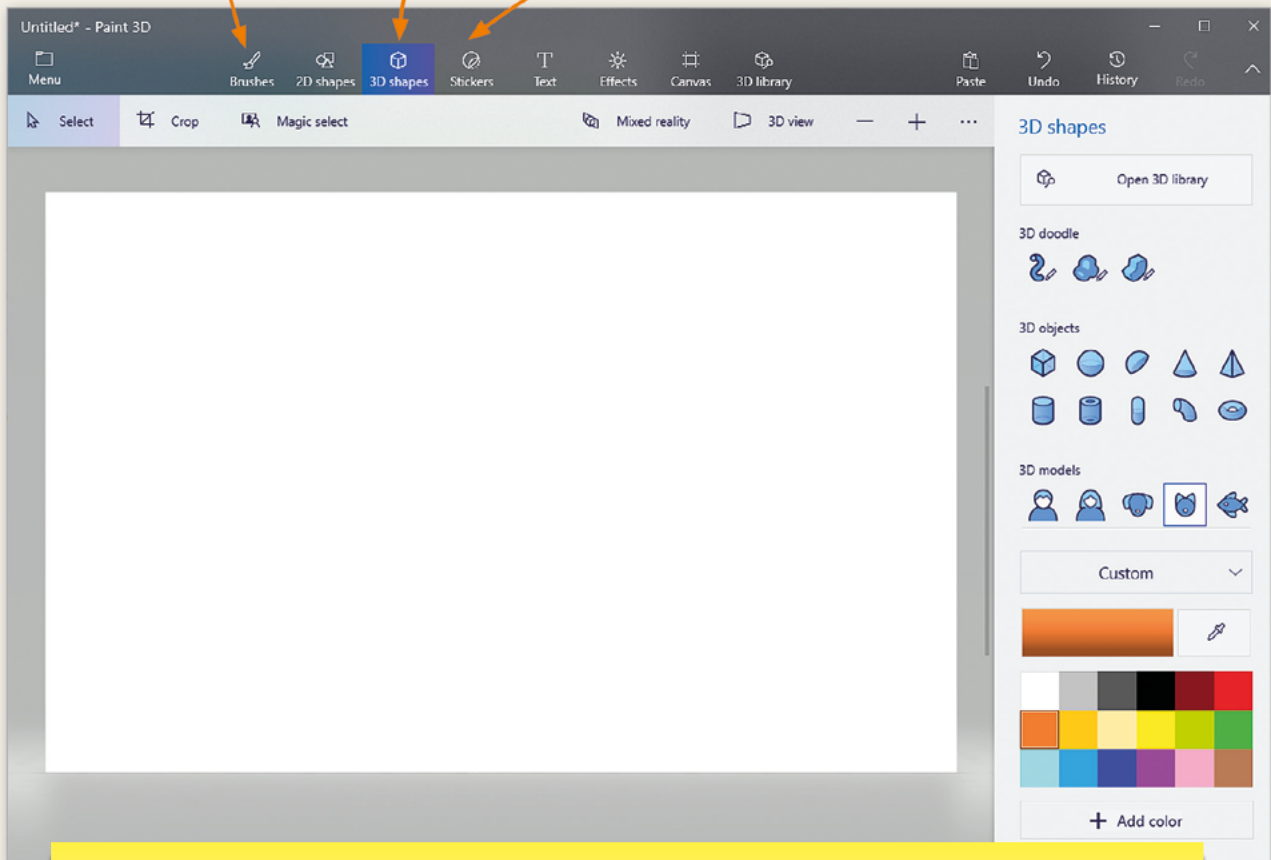 Untitled* - Paint 3D
Menu
Brushes
2D shapes
3D shapes
Stickers
Text
Effects
Canvas
3D library
Paste
Undo
History
Redo
Select
Crop
Magic select
Mixed reality
3D view
3D shapes
Open 3D library
3D doodle
3D objects
3D models
Custom
Add color